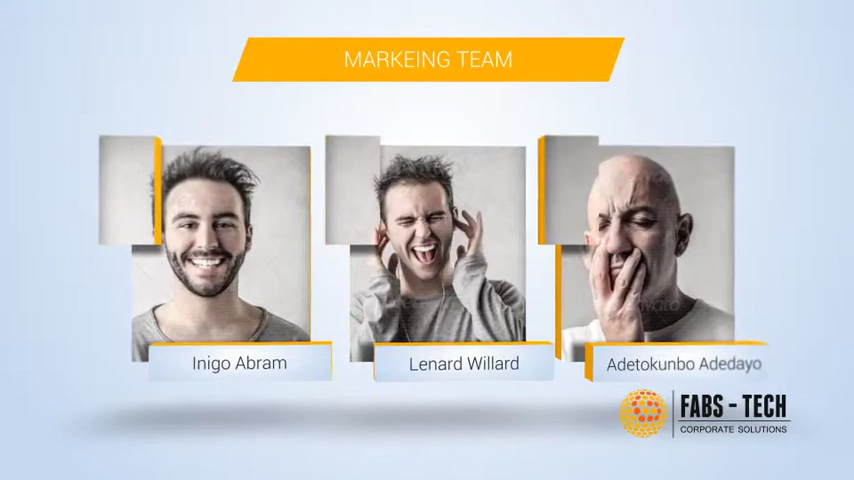 MARKEING TEAM
Inigo Abram
Lenard Willard
Adetokunbo Adedayo
FABS - TECH
CORPORATE SOLUTIONS